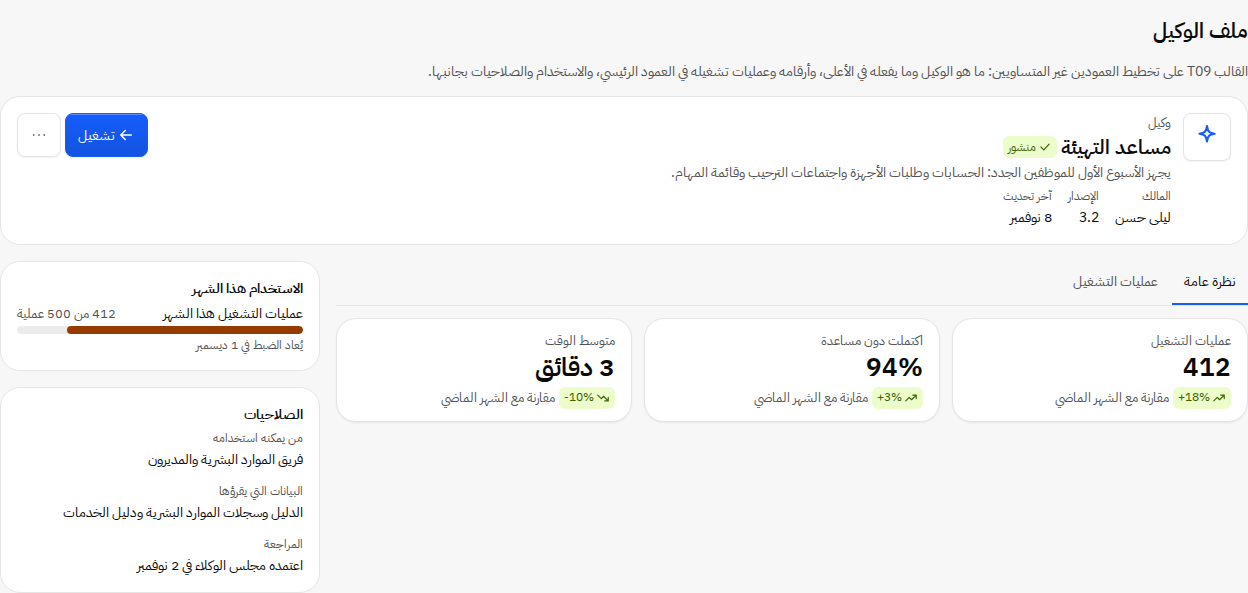 ملف الوكيل
القالب T09 على تخطيط العمودين غير المتساويين: ما هو الوكيل وما يفعله في الأعلى، وأرقامه وعمليات تشغيله في العمود الرئيسي، والاستخدام والصلاحيات بجانبها.
وكيل
مساعد التهيئة منشور
يجهز الأسبوع الأول للموظفين الجدد: الحسابات وطلبات الأجهزة واجتماعات الترحيب وقائمة المهام.
المالك الإصدار آخر تحديث
ليلى حسن 3.2 8 نوفمبر
تشغيل
...
نظرة عامة عمليات التشغيل
عمليات التشغيل
412
+18% مقارنة مع الشهر الماضي
اكتملت دون مساعدة
94%
+3% مقارنة مع الشهر الماضي
متوسط الوقت
3 دقائق
-10% مقارنة مع الشهر الماضي
الاستخدام هذا الشهر
عمليات التشغيل هذا الشهر 412 من 500 عملية
يُعاد الضبط في 1 ديسمبر
الصلاحيات
من يمكنه استخدامه
فريق الموارد البشرية والمديرون
البيانات التي يقرؤها
الدليل وسجلات الموارد البشرية ودليل الخدمات
المراجعة
اعتمده مجلس الوكلاء في 2 نوفمبر